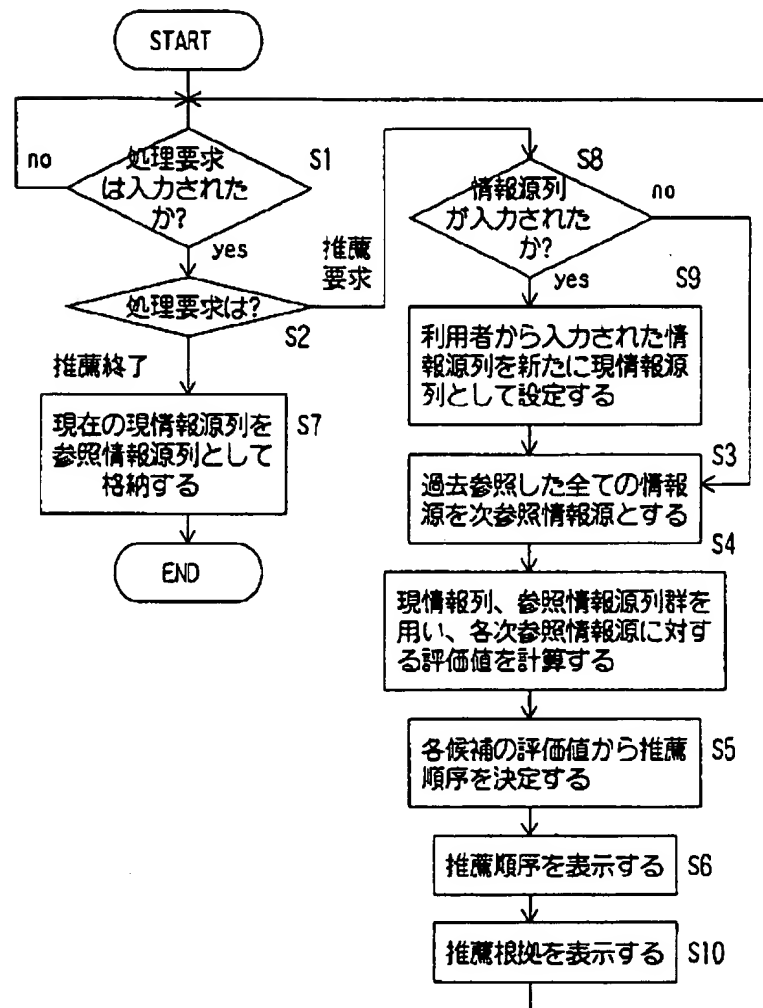 START
no
処理要求
は入力された
か?
S1
yes
処理要求は?
S2
推薦
要求
推薦終了
現在の現情報源列を
参照情報源列として
格納する
S7
END
S8
情報源列
が入力された
か?
no
yes
S9
利用者から入力された情
報源列を新たに現情報源
列として設定する
S3
過去参照した全ての情報
源を次参照情報源とする
S4
現情報列、参照情報源列群を
用い、各次参照情報源に対す
る評価値を計算する
各候補の評価値から推薦
順序を決定する
S5
推薦順序を表示する
S6
推薦根拠を表示する
S10